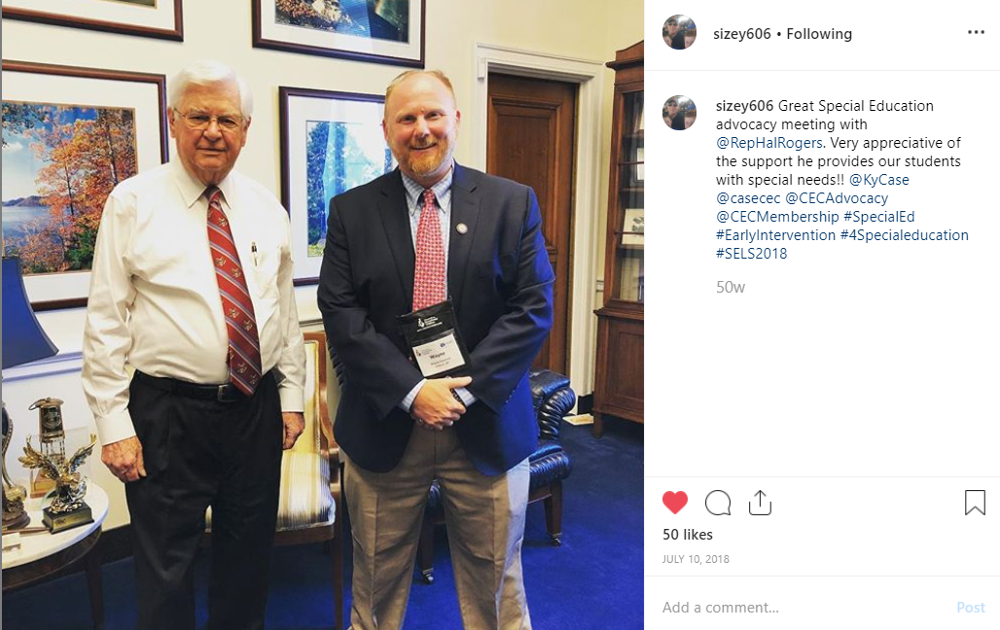 sizey606 • Following
sizey606 Great Special Education
advocacy meeting with
@RepHalRogers. Very appreciative of
the support he provides our students
with special needs!! @KyCase
@casecec @CECAdvocacy
@CECMembership #SpecialEd
#EarlyIntervention #4Specialeducation
#SELS2018
50w
Wayne
50 likes
JULY 10, 2018
Add a comment...
Post